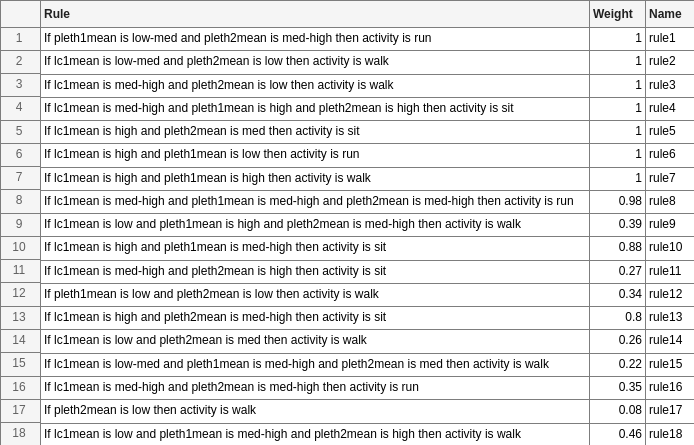 Rule Weight Name
1 If pleth1mean is low-med and pleth2mean is med-high then activity is run 1 rule1
2 If lc1mean is low-med and pleth2mean is low then activity is walk 1 rule2
3 If lc1mean is med-high and pleth2mean is low then activity is walk 1 rule3
4 If lc1mean is med-high and pleth1mean is high and pleth2mean is high then activity is sit 1 rule4
5 If lc1mean is high and pleth2mean is med then activity is sit 1 rule5
6 If lc1mean is high and pleth1mean is low then activity is run 1 rule6
7 If lc1mean is high and pleth1mean is high then activity is walk 1 rule7
8 If lc1mean is med-high and pleth1mean is med-high and pleth2mean is med-high then activity is run 0.98 rule8
9 If lc1mean is low and pleth1mean is high and pleth2mean is med-high then activity is walk 0.39 rule9
10 If lc1mean is high and pleth1mean is med-high then activity is sit 0.88 rule10
11 If lc1mean is med-high and pleth2mean is high then activity is sit 0.27 rule11
12 If pleth1mean is low and pleth2mean is low then activity is walk 0.34 rule12
13 If lc1mean is high and pleth2mean is med-high then activity is sit 0.8 rule13
14 If lc1mean is low and pleth2mean is med then activity is walk 0.26 rule14
15 If lc1mean is low-med and pleth1mean is med-high and pleth2mean is med then activity is walk 0.22 rule15
16 If lc1mean is med-high and pleth2mean is med-high then activity is run 0.35 rule16
17 If pleth2mean is low then activity is walk 0.08 rule17
18 If lc1mean is low and pleth1mean is med-high and pleth2mean is high then activity is walk 0.46 rule18